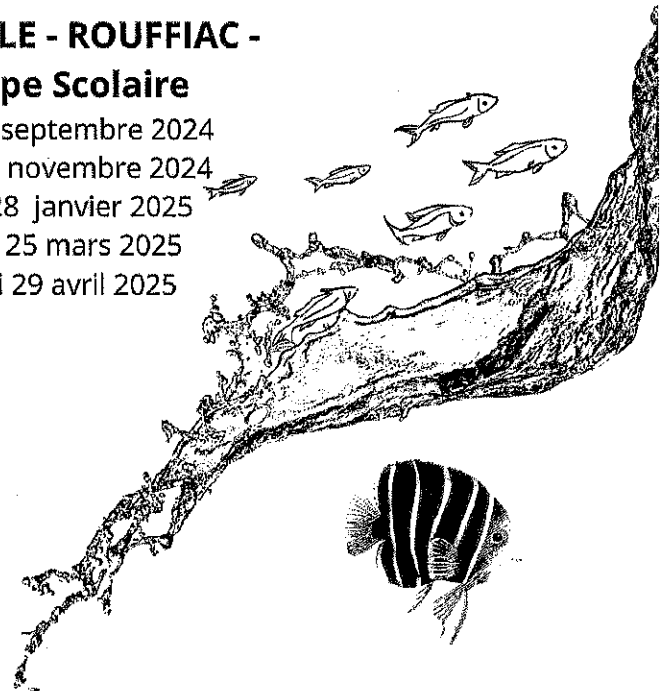 LE - ROUFFIAC -
pe Scolaire
septembre 2024
novembre 2024
28 janvier 2025
25 mars 2025
i 29 avril 2025